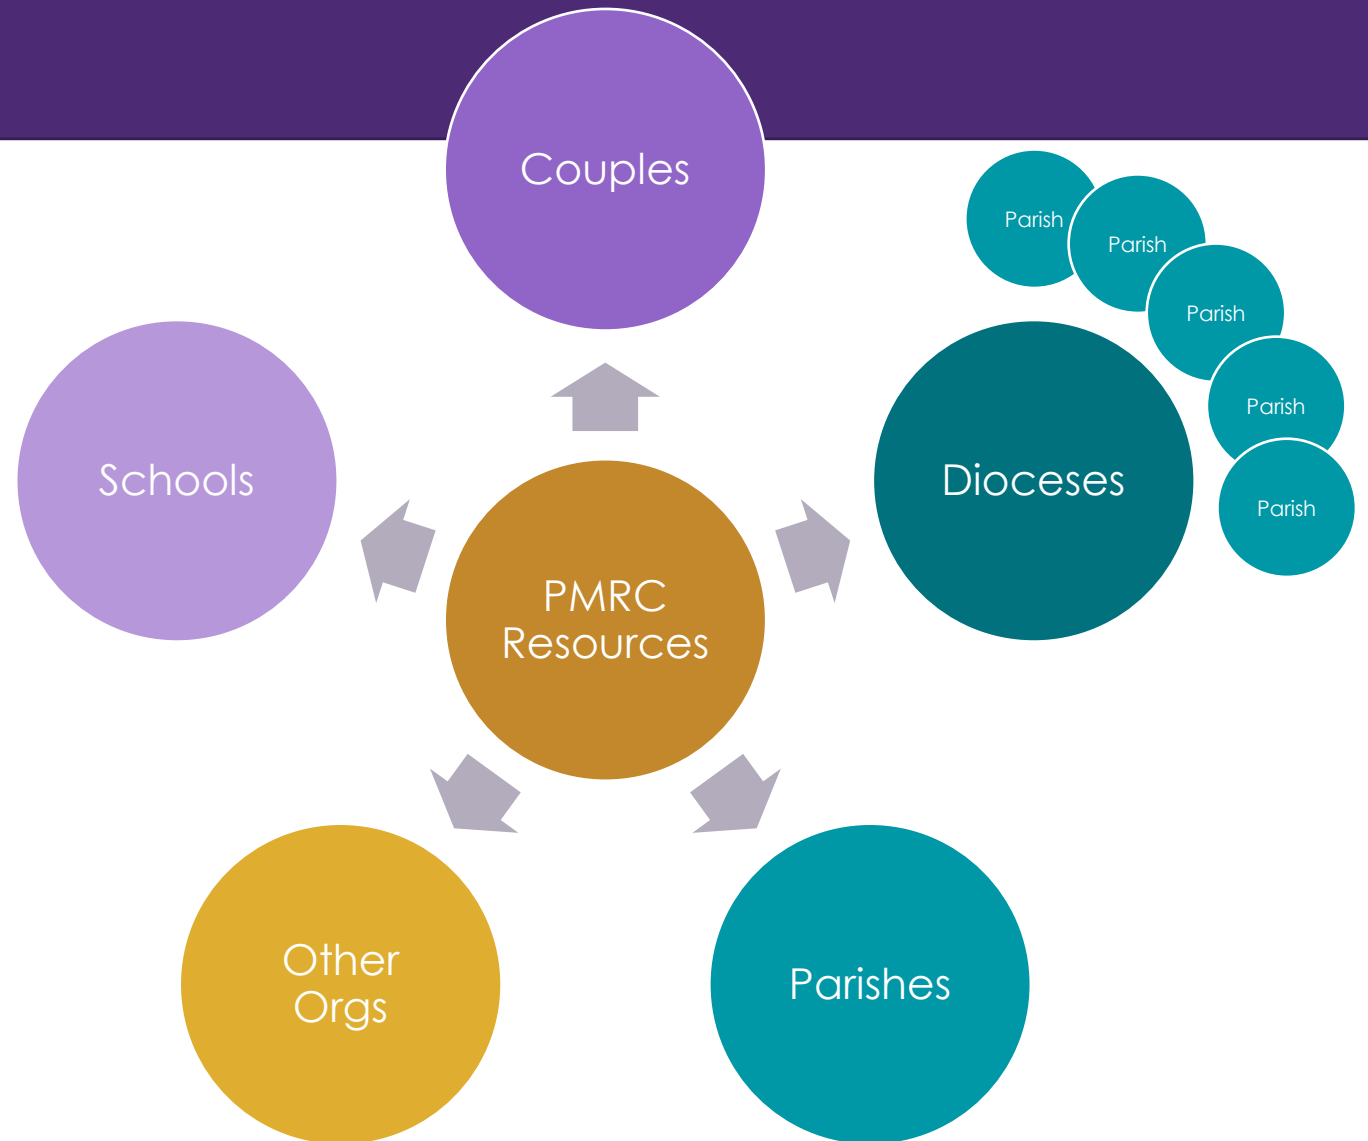 Couples
Parish
Parish
Parish
Parish
Parish
Schools
Dioceses
PMRC
Resources
Other
Orgs
Parishes